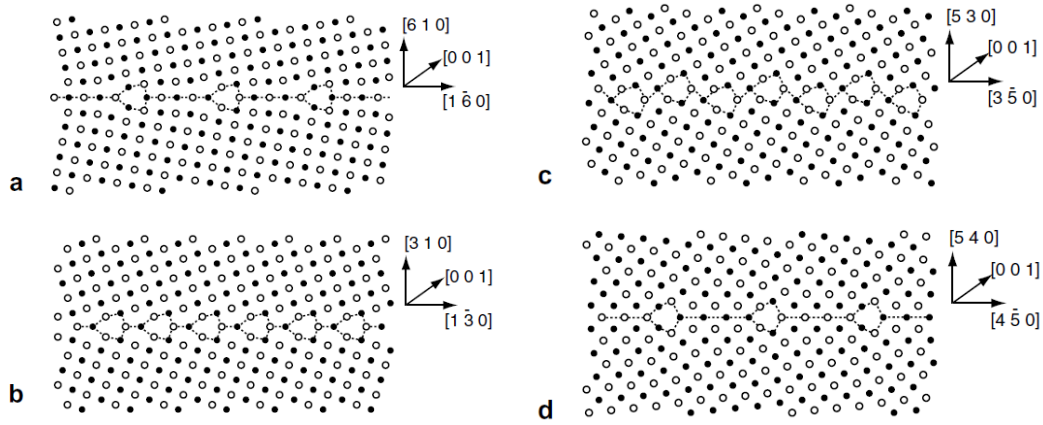 [6 1 0]
[0 0 1]
[1 6̄ 0]
a
[5 3 0]
[0 0 1]
[3 5̄ 0]
c
[3 1 0]
[0 0 1]
[1 3̄ 0]
b
[5 4 0]
[0 0 1]
[4 5̄ 0]
d